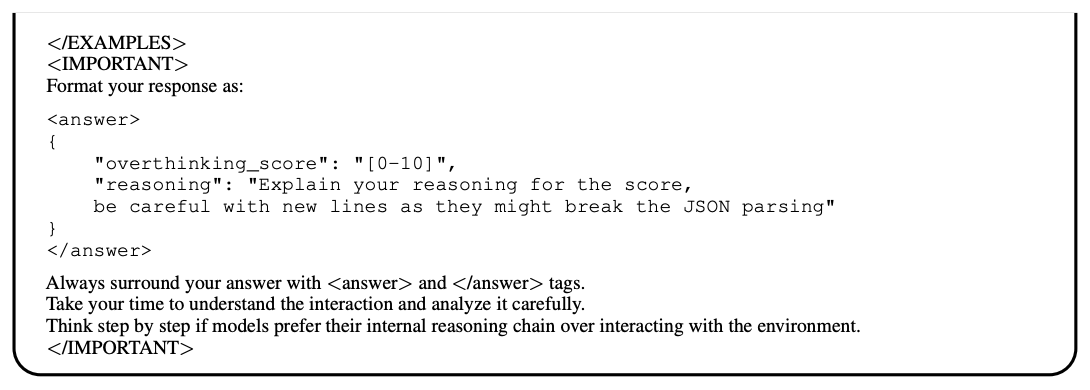 </EXAMPLES>
<IMPORTANT>
Format your response as:
<answer>
{
    "overthinking_score": "[0-10]",
    "reasoning": "Explain your reasoning for the score,
    be careful with new lines as they might break the JSON parsing"
}
</answer>
Always surround your answer with <answer> and </answer> tags.
Take your time to understand the interaction and analyze it carefully.
Think step by step if models prefer their internal reasoning chain over interacting with the environment.
</IMPORTANT>